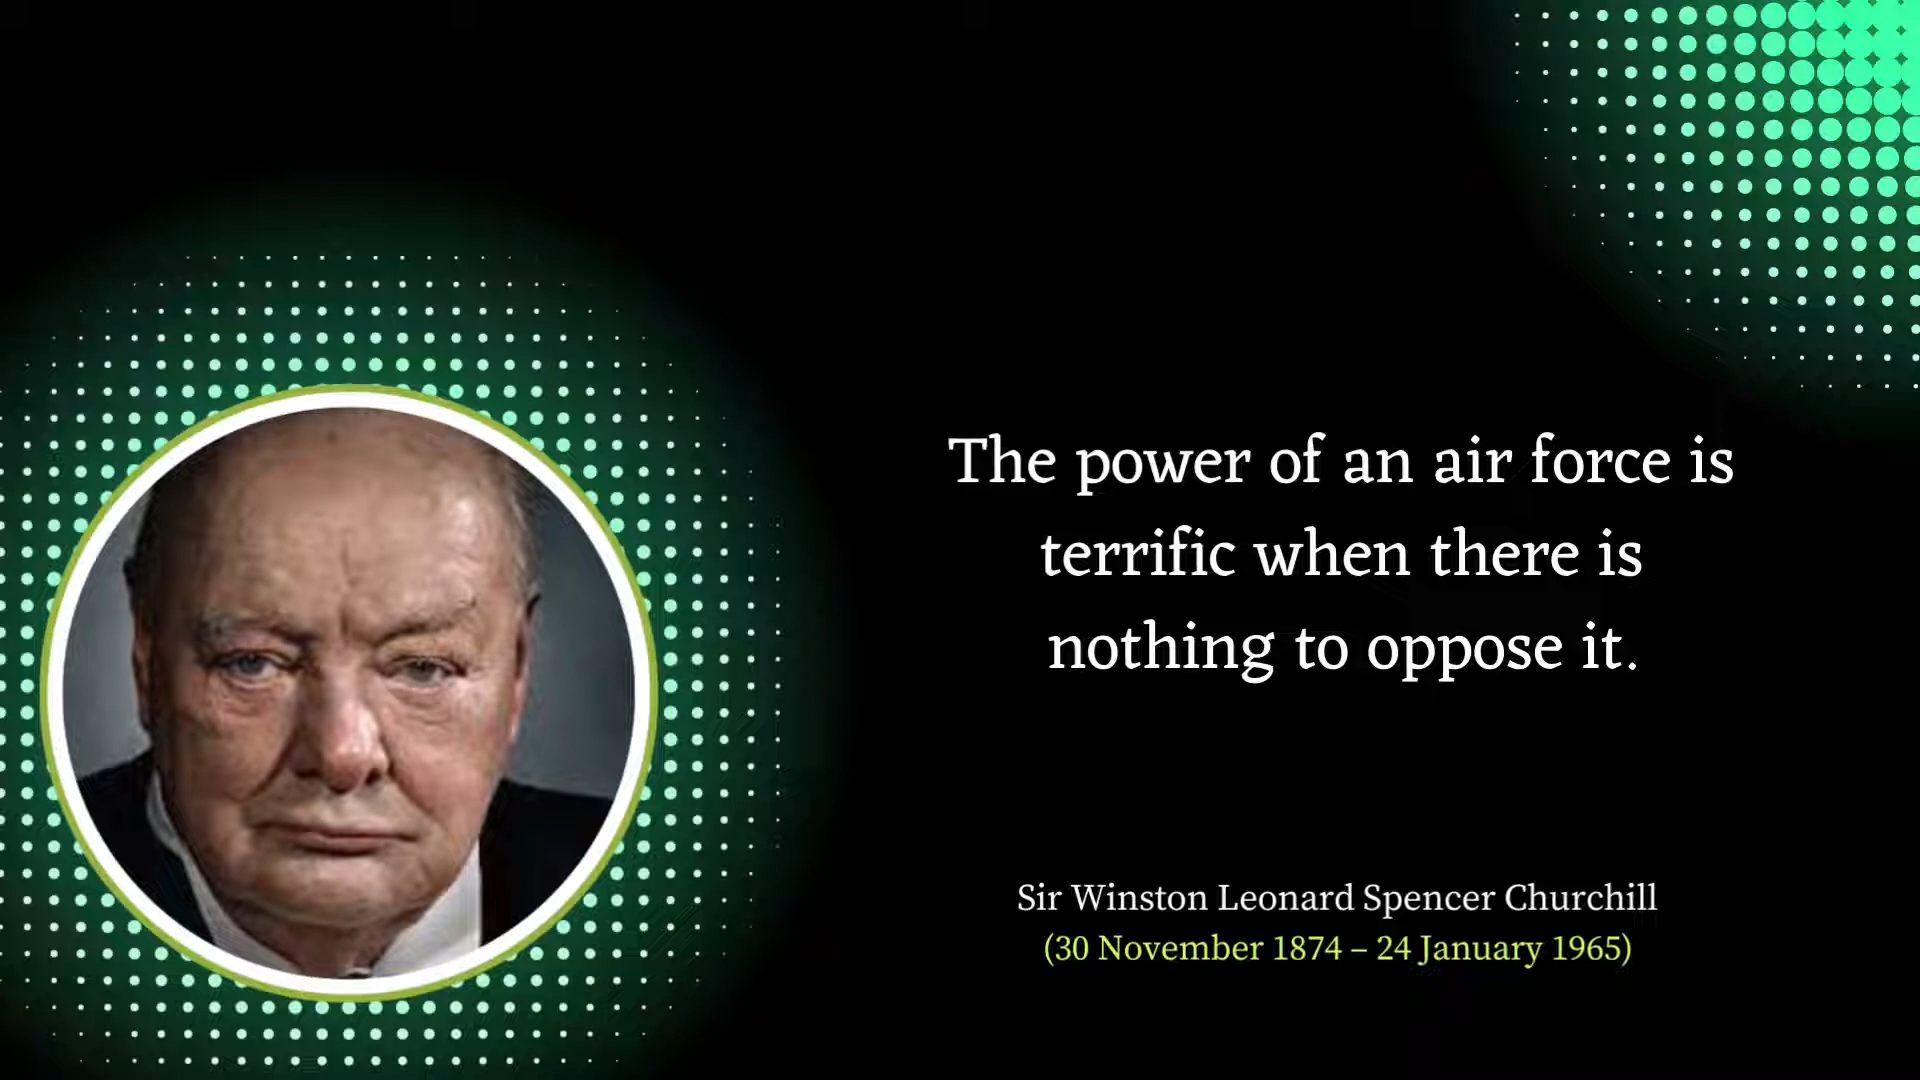 The power of an air force is
terrific when there is
nothing to oppose it.
Sir Winston Leonard Spencer Churchill
(30 November 1874 – 24 January 1965)